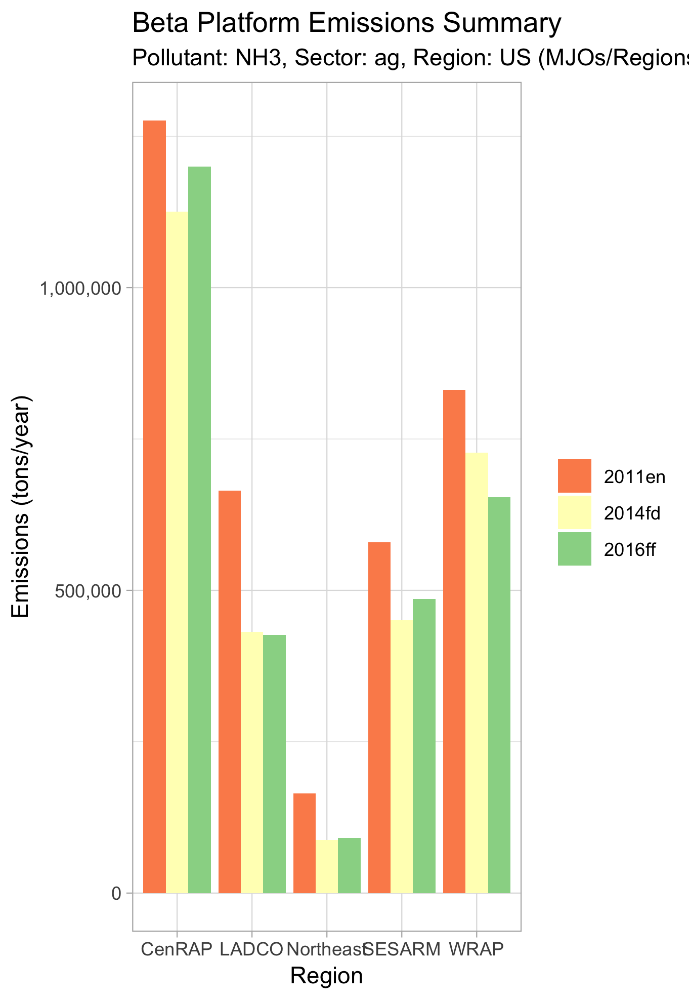 Beta Platform Emissions Summary
Pollutant: NH3, Sector: ag, Region: US (MJOs/Regions
Emissions (tons/year)
1,000,000
500,000
0
CenRAP LADCO Northeast SESARM WRAP
Region
2011en
2014fd
2016ff